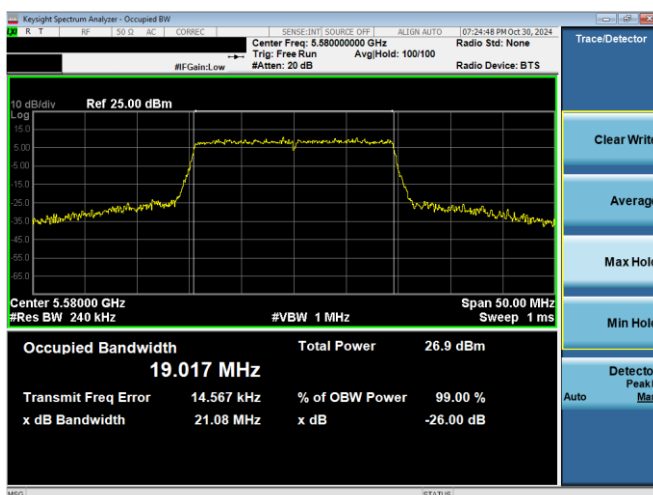 Keysight Spectrum Analyzer - Occupied BW
R T RF 50 Ω AC CORREC SENSE:INT SOURCE OFF ALIGN AUTO 07:24:48 PM Oct 30, 2024
Center Freq: 5.580000000 GHz Radio Std: None
Trig: Free Run Avg|Hold: 100/100
#IFGain:Low #Atten: 20 dB Radio Device: BTS
Trace/Detector
10 dB/div Ref 25.00 dBm
Log
15.0
5.00
-5.00
-15.0
-25.0
-35.0
-45.0
-55.0
-65.0
Center 5.58000 GHz Span 50.00 MHz
#Res BW 240 kHz #VBW 1 MHz Sweep 1 ms
Occupied Bandwidth Total Power 26.9 dBm
19.017 MHz
Transmit Freq Error 14.567 kHz % of OBW Power 99.00 %
x dB Bandwidth 21.08 MHz x dB -26.00 dB
Clear Write
Average
Max Hold
Min Hold
Detector
Auto
MSG STATUS